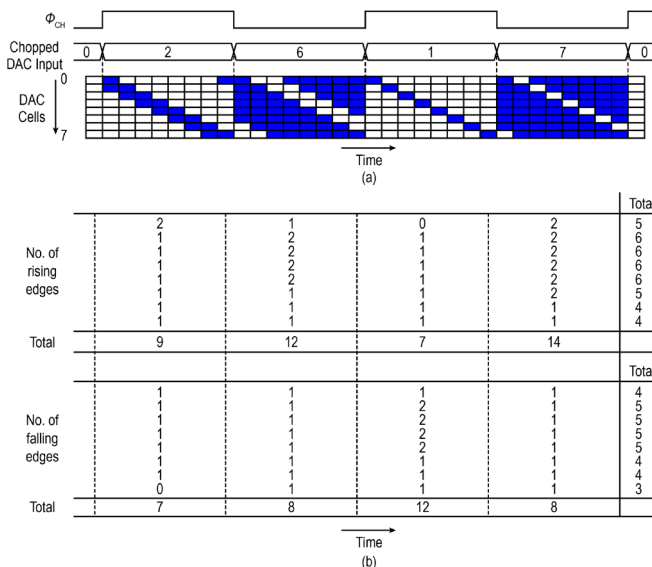 ΦCH
Chopped DAC Input
0 2 6 1 7 0
DAC Cells
0
7
Time
(a)
Total
No. of rising edges
2 1 0 2 5
1 2 1 2 6
1 2 1 2 6
1 2 1 2 6
1 2 1 2 6
1 1 1 2 5
1 1 1 1 4
1 1 1 1 4
Total 9 12 7 14
Total
No. of falling edges
1 1 1 1 4
1 1 2 1 5
1 1 2 1 5
1 1 2 1 5
1 1 2 1 5
1 1 1 1 4
1 1 1 1 4
0 1 1 1 3
Total 7 8 12 8
Time
(b)